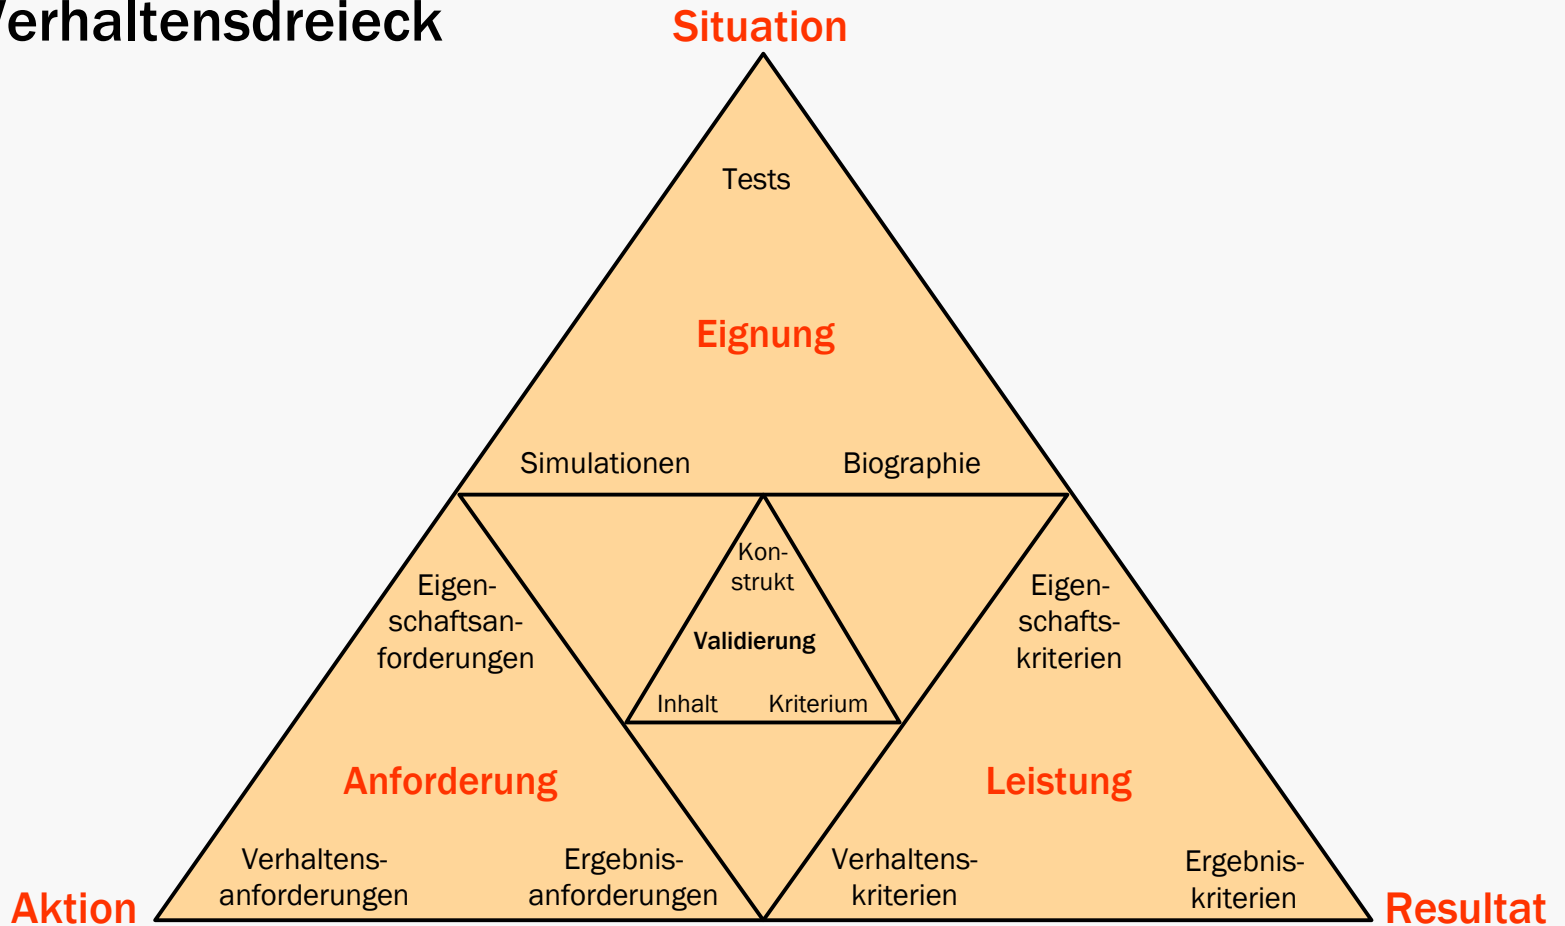 Verhaltensdreieck
Situation
Tests
Eignung
Simulationen
Biographie
Kon-
strukt
Validierung
Inhalt
Kriterium
Eigen-
schaftsan-
forderungen
Eigen-
schafts-
kriterien
Anforderung
Leistung
Verhaltens-
anforderungen
Ergebnis-
anforderungen
Verhaltens-
kriterien
Ergebnis-
kriterien
Aktion
Resultat